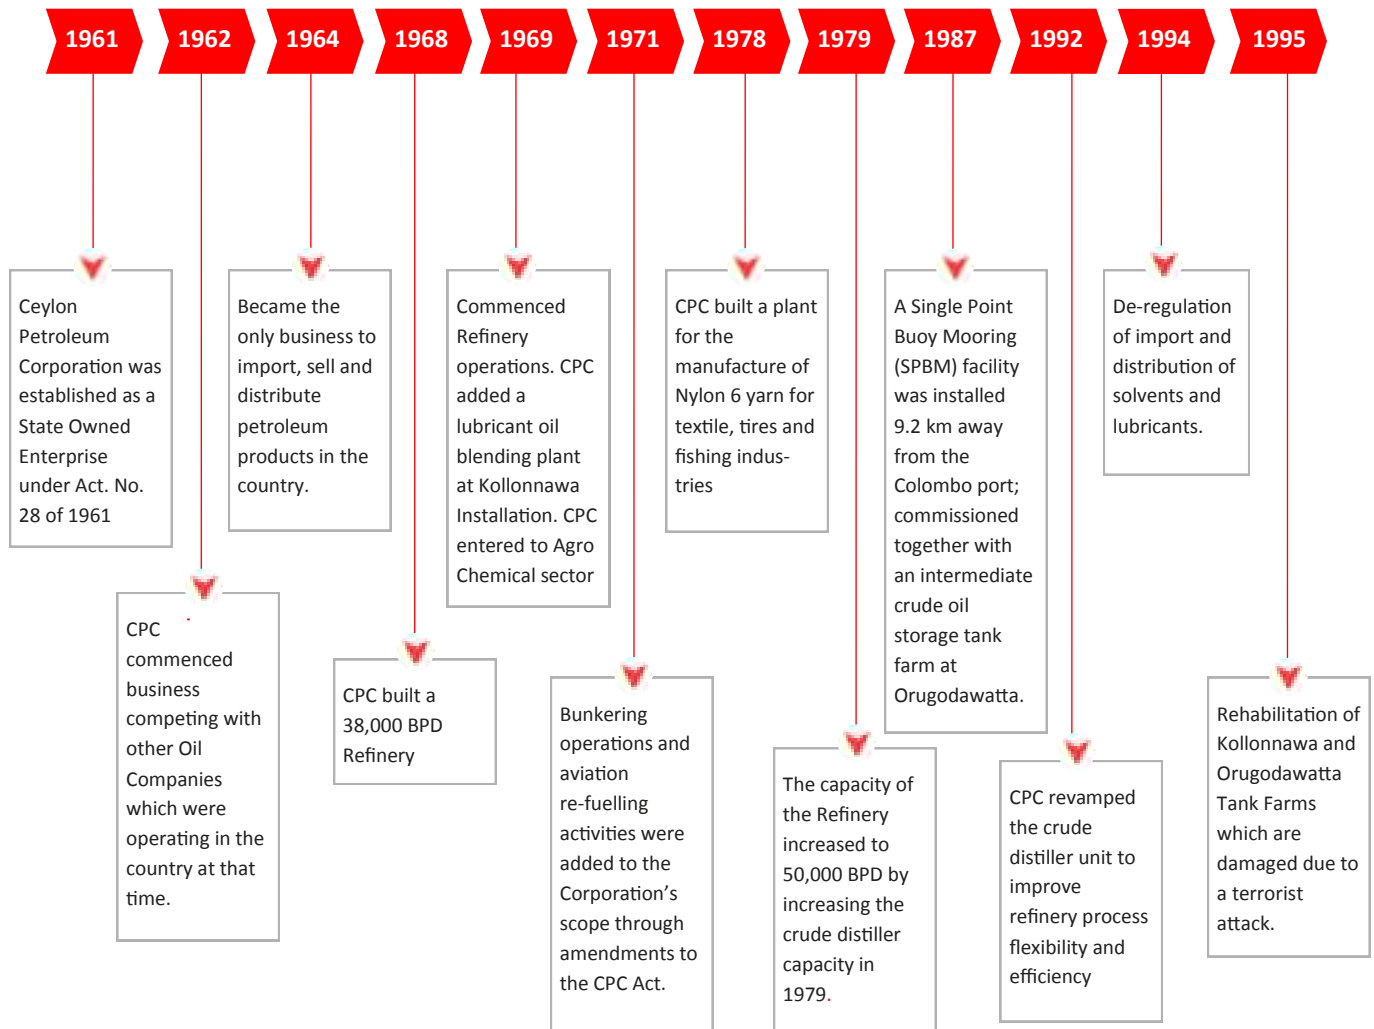 1961
1962
1964
1968
1969
1971
1978
1979
1987
1992
1994
1995
Ceylon
Petroleum
Corporation was
established as a
State Owned
Enterprise
under Act. No.
28 of 1961
CPC
commenced
business
competing with
other Oil
Companies
which were
operating in the
country at that
time.
Became the
only business to
import, sell and
distribute
petroleum
products in the
country.
CPC built a
38,000 BPD
Refinery
Commenced
Refinery
operations. CPC
added a
lubricant oil
blending plant
at Kollonnawa
Installation. CPC
entered to Agro
Chemical sector
Bunkering
operations and
aviation
re-fuelling
activities were
added to the
Corporation's
scope through
amendments to
the CPC Act.
CPC built a plant
for the
manufacture of
Nylon 6 yarn for
textile, tires and
fishing indus-
tries
The capacity of
the Refinery
increased to
50,000 BPD by
increasing the
crude distiller
capacity in
1979.
A Single Point
Buoy Mooring
(SPBM) facility
was installed
9.2 km away
from the
Colombo port;
commissioned
together with
an intermediate
crude oil
storage tank
farm at
Orugodawatta.
CPC revamped
the crude
distiller unit to
improve
refinery process
flexibility and
efficiency
De-regulation
of import and
distribution of
solvents and
lubricants.
Rehabilitation of
Kollonnawa and
Orugodawatta
Tank Farms
which are
damaged due to
a terrorist
attack.